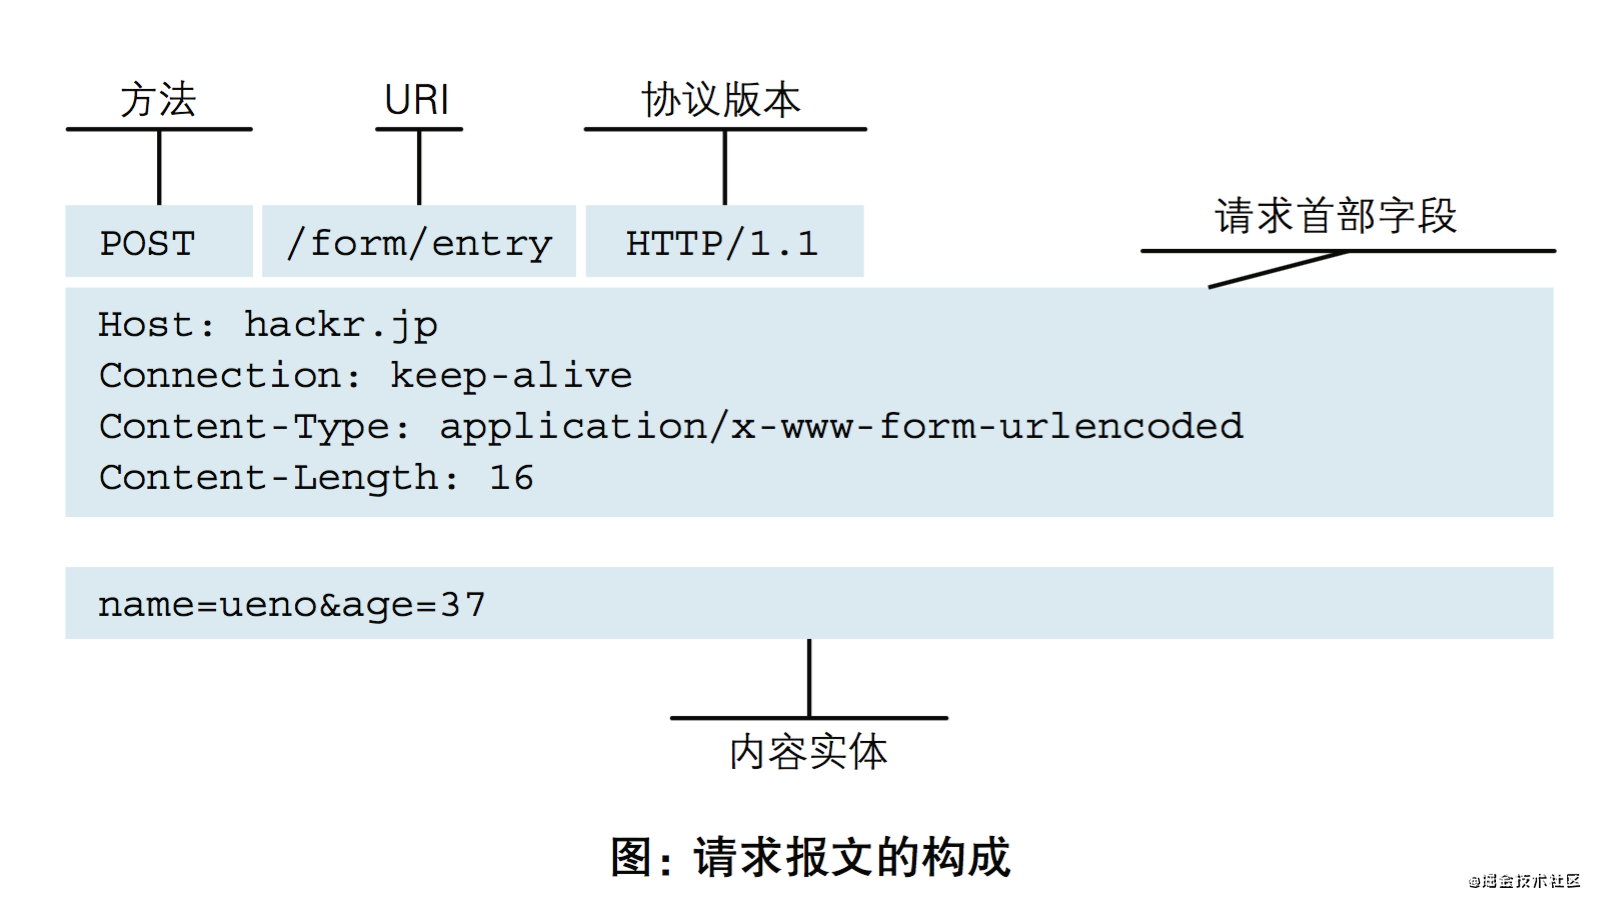 方法 URI 协议版本
POST /form/entry HTTP/1.1
请求首部字段
Host: hackr.jp
Connection: keep-alive
Content-Type: application/x-www-form-urlencoded
Content-Length: 16
name=ueno&age=37
内容实体
图：请求报文的构成
@掘金技术社区